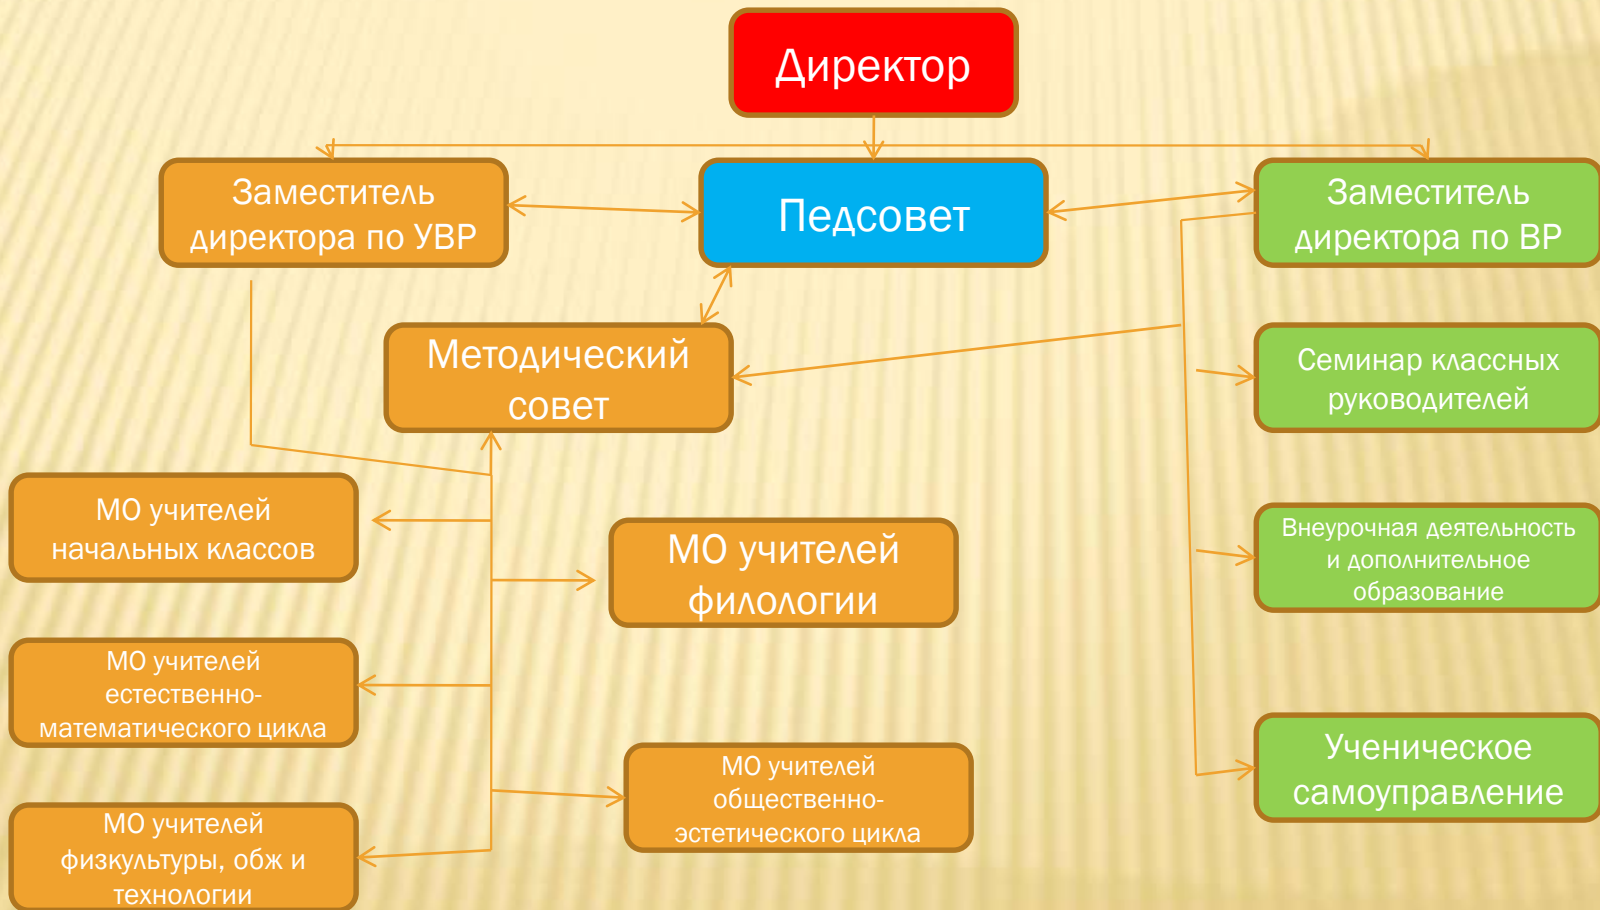 Директор
Заместитель
директора по УВР
Педсовет
Заместитель
директора по ВР
Методический
совет
Семинар классных
руководителей
МО учителей
начальных классов
МО учителей
филологии
Внеурочная деятельность
и дополнительное
образование
МО учителей
естественно-
математического цикла
МО учителей
общественно-
эстетического цикла
Ученическое
самоуправление
МО учителей
физкультуры, обж и
технологии